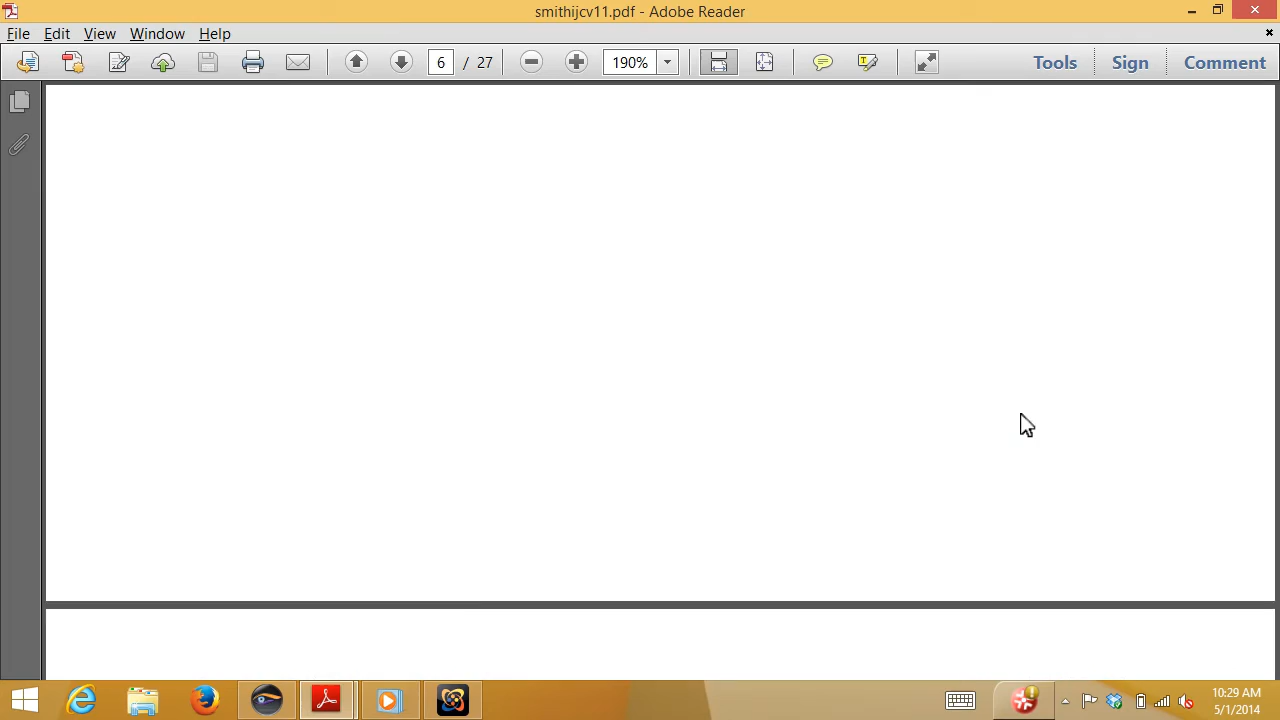 smithijcv11.pdf - Adobe Reader
File Edit View Window Help
6 / 27 190% Tools Sign Comment
10:29 AM
5/1/2014